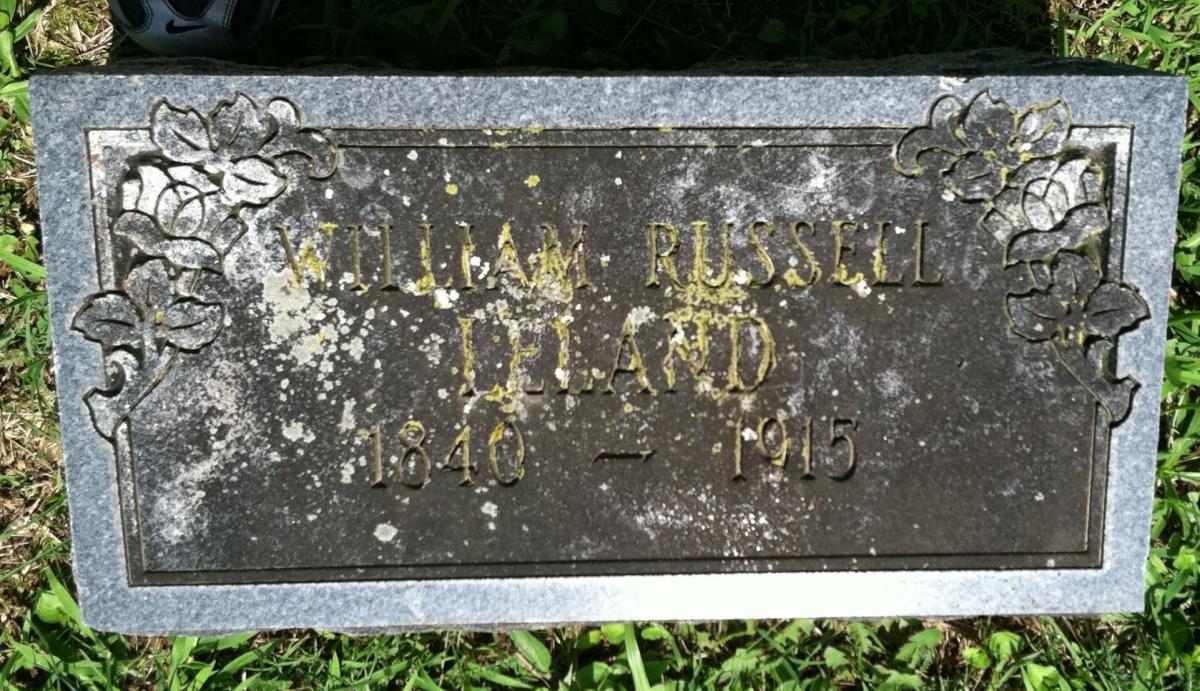 WILLIAM RUSSELL
LELAND
1840 — 1915